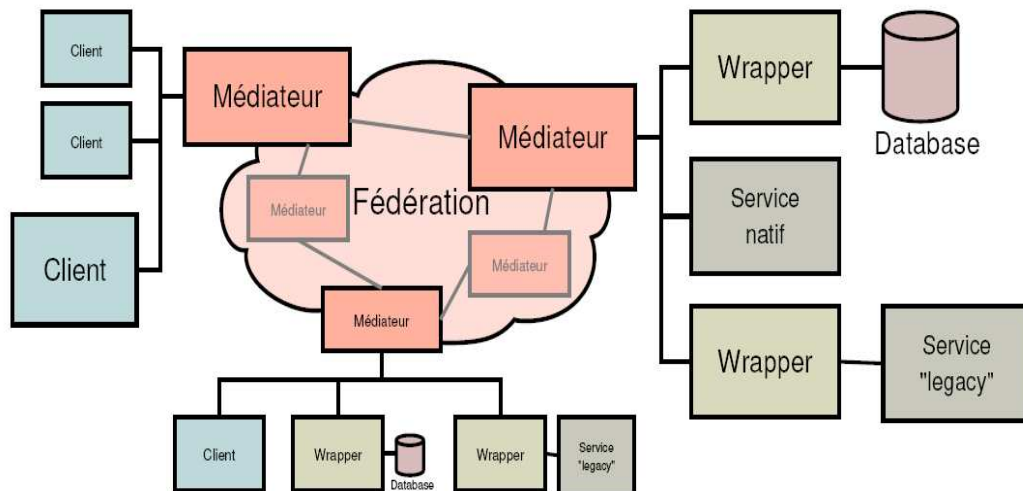 Client
Client
Client
Médiateur
Médiateur
Médiateur
Fédération
Médiateur
Médiateur
Wrapper
Database
Service
natif
Wrapper
Service
"legacy"
Client
Wrapper
Database
Wrapper
Service
"legacy"